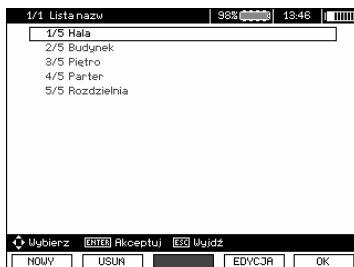 1/1 Lista nazw 98% 13:46
1/5 Hala
2/5 Budynek
3/5 Piętro
4/5 Parter
5/5 Rozdzielnia
Wybierz ENTER Akceptuj ESC Wyjdź
NOWY USUŃ EDYCJA OK